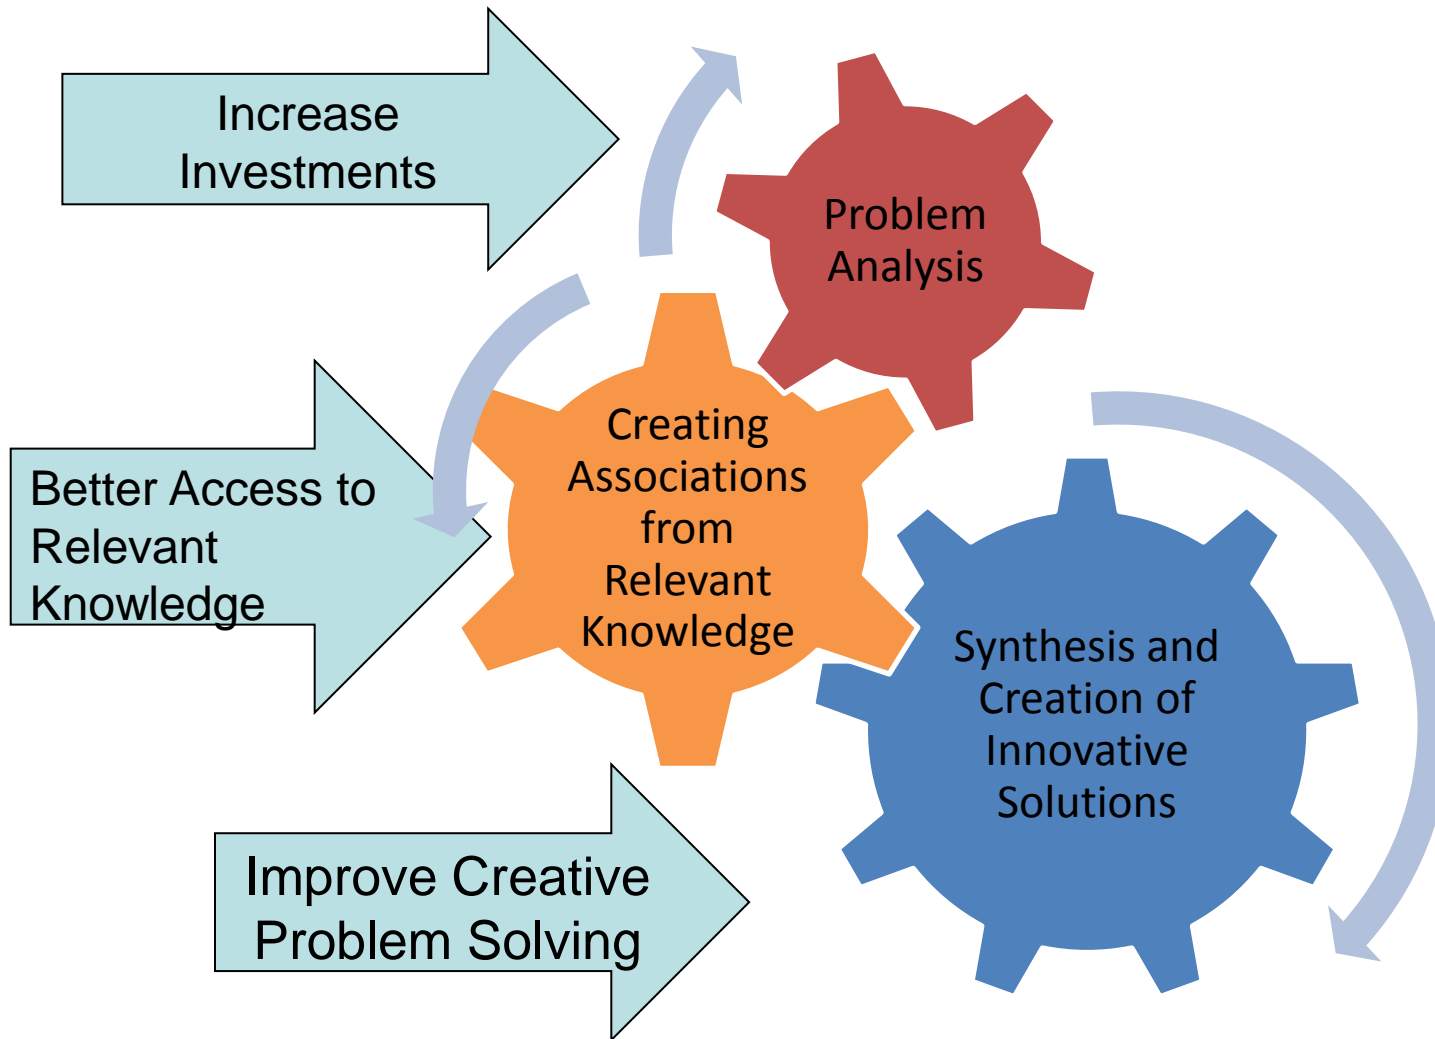 Increase
Investments
Problem
Analysis
Better Access to
Relevant
Knowledge
Creating
Associations
from
Relevant
Knowledge
Synthesis and
Creation of
Innovative
Solutions
Improve Creative
Problem Solving